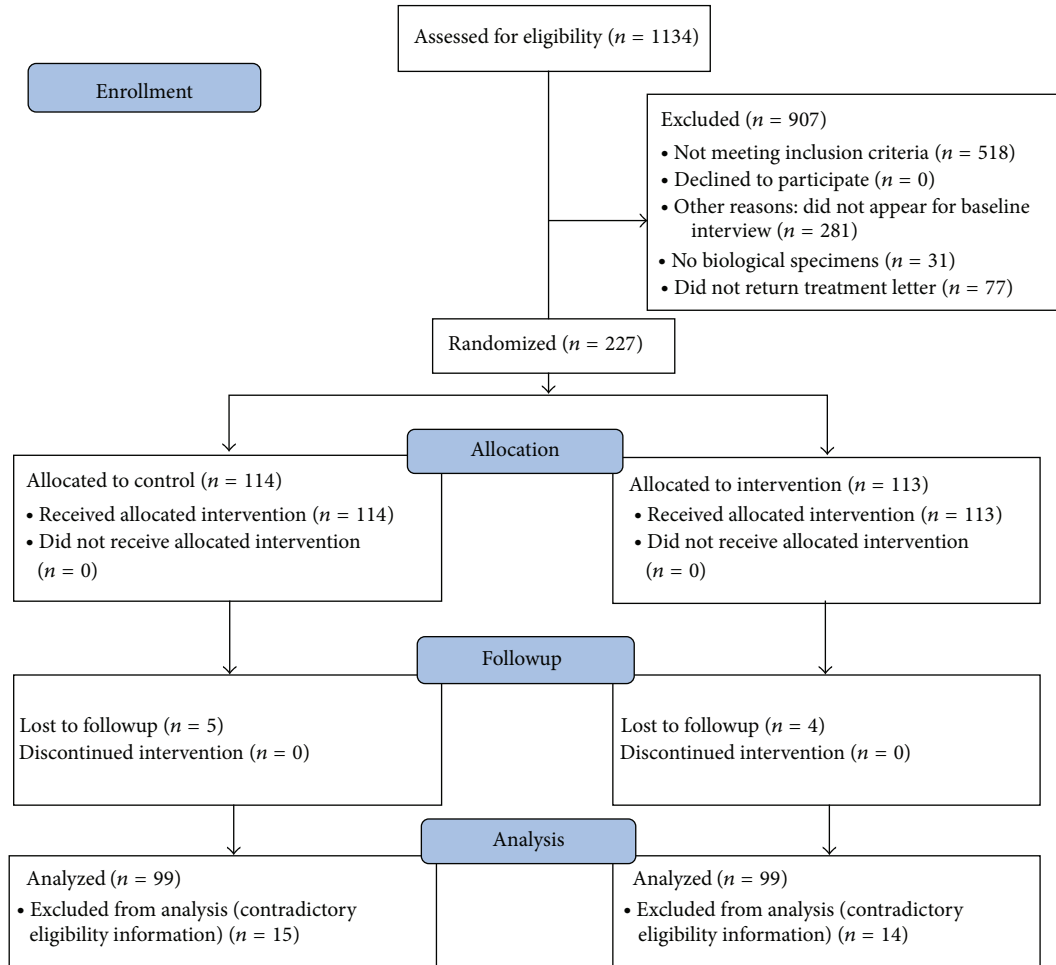 Assessed for eligibility (n = 1134)
Enrollment
Excluded (n = 907)
• Not meeting inclusion criteria (n = 518)
• Declined to participate (n = 0)
• Other reasons: did not appear for baseline
interview (n = 281)
• No biological specimens (n = 31)
• Did not return treatment letter (n = 77)
Randomized (n = 227)
Allocation
Allocated to control (n = 114)
• Received allocated intervention (n = 114)
• Did not receive allocated intervention
(n = 0)
Allocated to intervention (n = 113)
• Received allocated intervention (n = 113)
• Did not receive allocated intervention
(n = 0)
Followup
Lost to followup (n = 5)
Discontinued intervention (n = 0)
Lost to followup (n = 4)
Discontinued intervention (n = 0)
Analysis
Analyzed (n = 99)
• Excluded from analysis (contradictory
eligibility information) (n = 15)
Analyzed (n = 99)
• Excluded from analysis (contradictory
eligibility information) (n = 14)